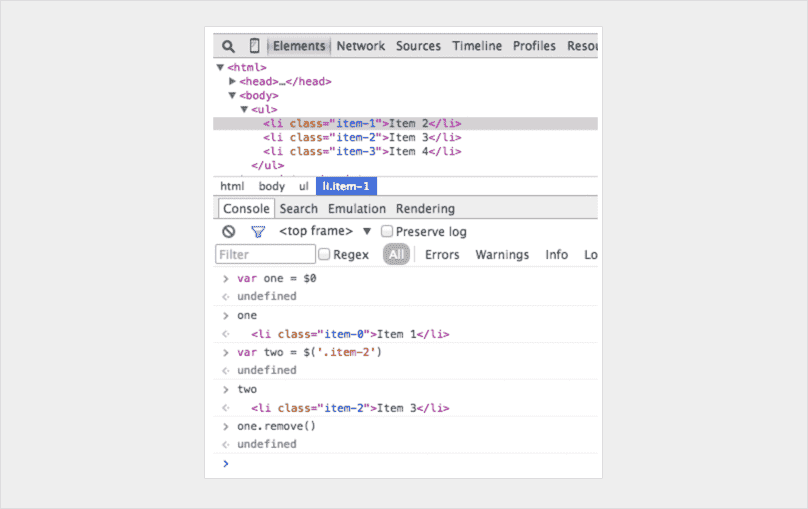 Elements Network Sources Timeline Profiles Resou
<html>
<head>…</head>
<body>
<ul>
<li class="item-1">Item 2</li>
<li class="item-2">Item 3</li>
<li class="item-3">Item 4</li>
</ul>
html body ul li.item-1
Console Search Emulation Rendering
<top frame> Preserve log
Filter Regex All Errors Warnings Info Lo
> var one = $0
undefined
> one
<li class="item-0">Item 1</li>
> var two = $('.item-2')
undefined
> two
<li class="item-2">Item 3</li>
> one.remove()
undefined
>